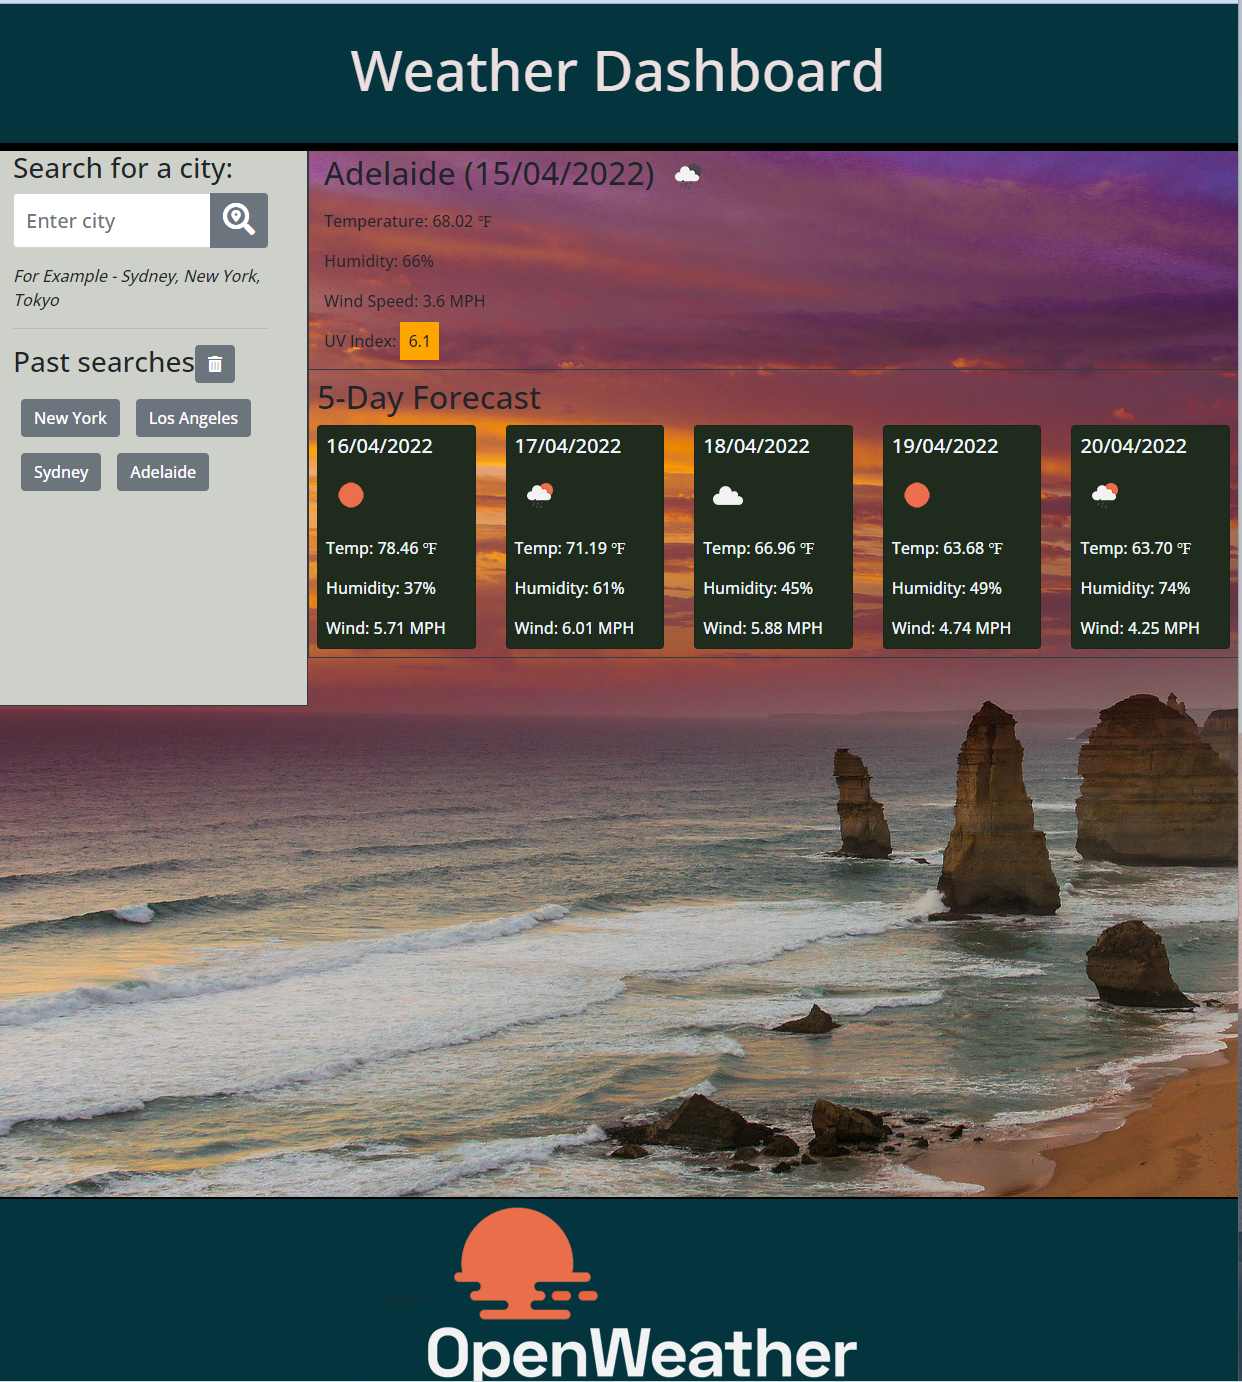 Weather Dashboard
Search for a city:
Enter city
For Example - Sydney, New York,
Tokyo
Past searches
New York
Los Angeles
Sydney
Adelaide
Adelaide (15/04/2022)
Temperature: 68.02 °F
Humidity: 66%
Wind Speed: 3.6 MPH
UV Index: 6.1
5-Day Forecast
16/04/2022
Temp: 78.46 °F
Humidity: 37%
Wind: 5.71 MPH
17/04/2022
Temp: 71.19 °F
Humidity: 61%
Wind: 6.01 MPH
18/04/2022
Temp: 66.96 °F
Humidity: 45%
Wind: 5.88 MPH
19/04/2022
Temp: 63.68 °F
Humidity: 49%
Wind: 4.74 MPH
20/04/2022
Temp: 63.70 °F
Humidity: 74%
Wind: 4.25 MPH
OpenWeather